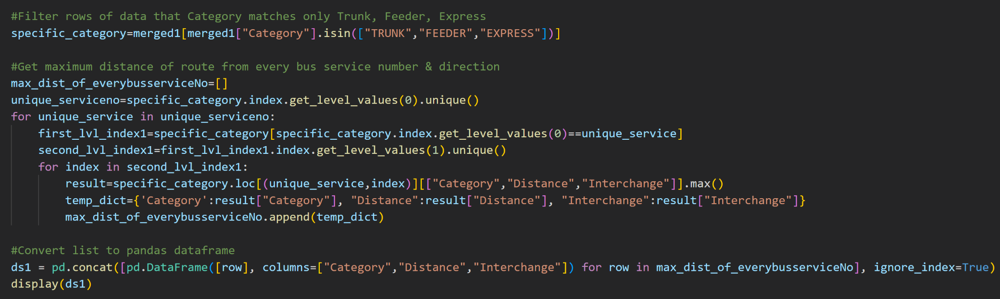 #Filter rows of data that Category matches only Trunk, Feeder, Express
specific_category=merged1[merged1["Category"].isin(["TRUNK","FEEDER","EXPRESS"])]
#Get maximum distance of route from every bus service number & direction
max_dist_of_everybusserviceNo=[]
unique_serviceno=specific_category.index.get_level_values(0).unique()
for unique_service in unique_serviceno:
    first_lvl_index1=specific_category[specific_category.index.get_level_values(0)==unique_service]
    second_lvl_index1=first_lvl_index1.index.get_level_values(1).unique()
    for index in second_lvl_index1:
        result=specific_category.loc[(unique_service,index)][["Category","Distance","Interchange"]].max()
        temp_dict={'Category':result["Category"], "Distance":result["Distance"], "Interchange":result["Interchange"]}
        max_dist_of_everybusserviceNo.append(temp_dict)
#Convert list to pandas dataframe
ds1 = pd.concat([pd.DataFrame([row], columns=["Category","Distance","Interchange"]) for row in max_dist_of_everybusserviceNo], ignore_index=True)
display(ds1)